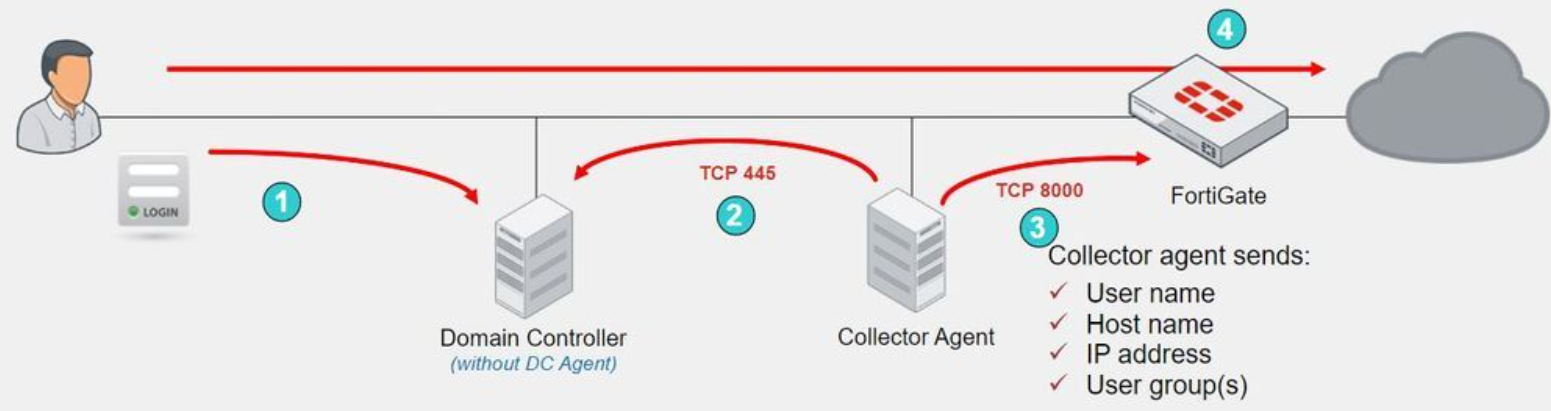 4
LOGIN
1
TCP 445
2
TCP 8000
3
FortiGate
Domain Controller
(without DC Agent)
Collector Agent
Collector agent sends:
✓ User name
✓ Host name
✓ IP address
✓ User group(s)